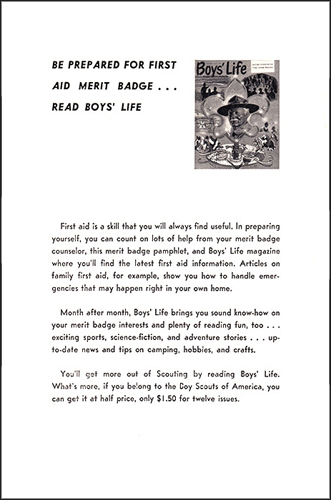 BE PREPARED FOR FIRST
AID MERIT BADGE . . .
READ BOYS' LIFE
Boys' Life
First aid is a skill that you will always find useful. In preparing
yourself, you can count on lots of help from your merit badge
counselor, this merit badge pamphlet, and Boys' Life magazine
where you'll find the latest first aid information. Articles on
family first aid, for example, show you how to handle emer-
gencies that may happen right in your own home.
Month after month, Boys' Life brings you sound know-how on
your merit badge interests and plenty of reading fun, too . . .
exciting sports, science-fiction, and adventure stories . . . up-
to-date news and tips on camping, hobbies, and crafts.
You'll get more out of Scouting by reading Boys' Life.
What's more, if you belong to the Boy Scouts of America, you
can get it at half price, only $1.50 for twelve issues.